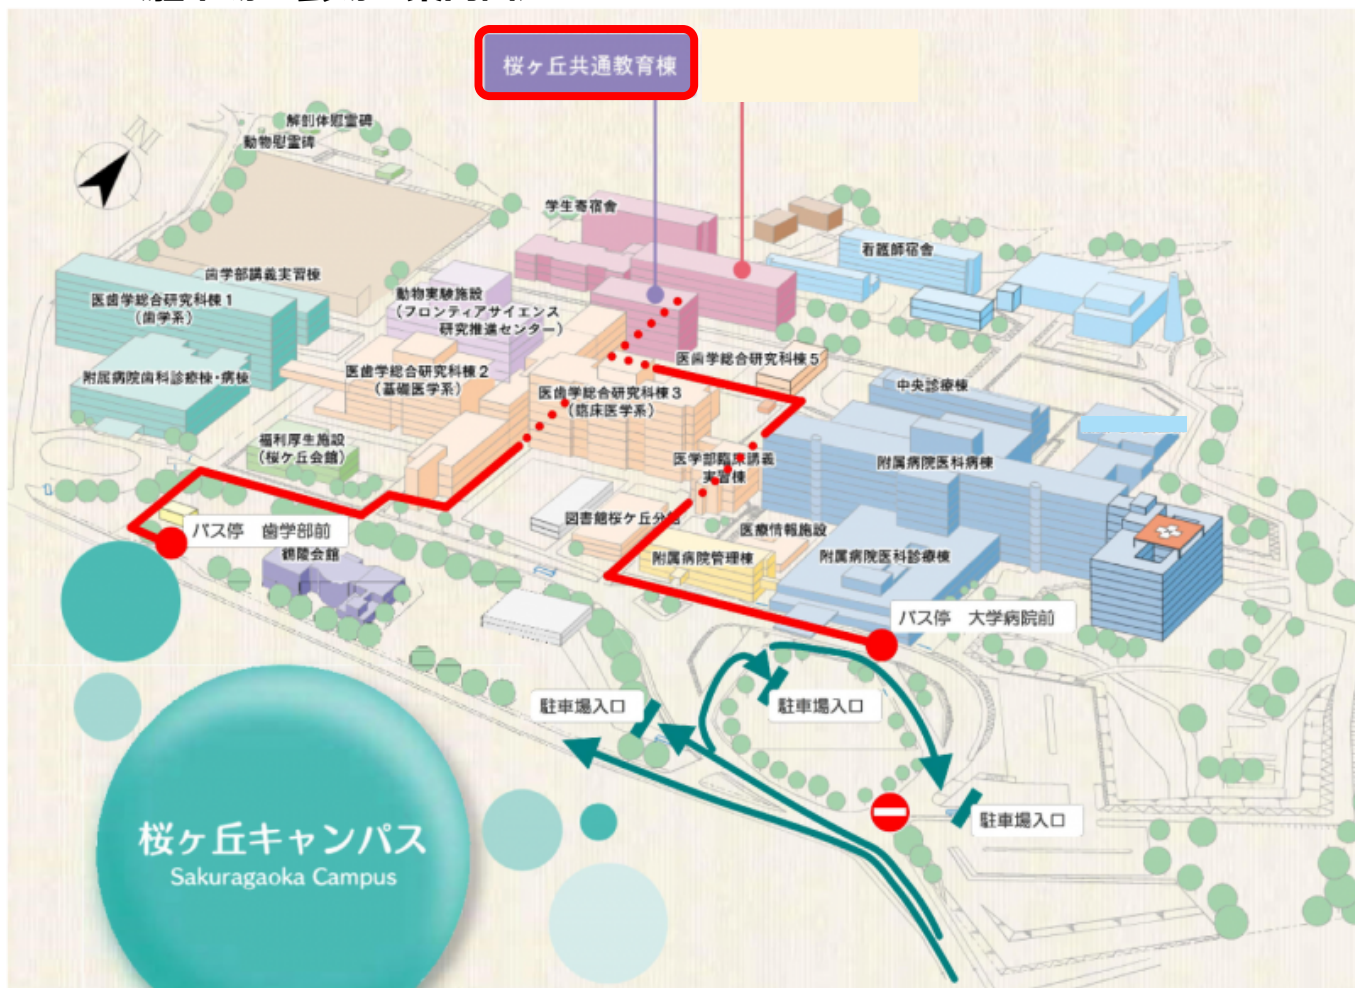 桜ヶ丘共通教育棟
解剖体慰霊碑
動物慰霊碑
N
学生寄宿舎
看護師宿舎
歯学部講義実習棟
医歯学総合研究科棟1
(歯学系)
動物実験施設
(フロンティアサイエンス
研究推進センター)
医歯学総合研究科棟5
附属病院歯科診療棟・病棟
医歯学総合研究科棟2
(基礎医学系)
医歯学総合研究科棟3
(臨床医学系)
中央診療棟
福利厚生施設
(桜ヶ丘会館)
医学部臨床講義
実習棟
附属病院医科病棟
図書館桜ヶ丘分館
医療情報施設
バス停 歯学部前
鶴陵会館
附属病院管理棟
附属病院医科診療棟
バス停 大学病院前
駐車場入口
駐車場入口
駐車場入口
桜ヶ丘キャンパス
Sakuragaoka Campus